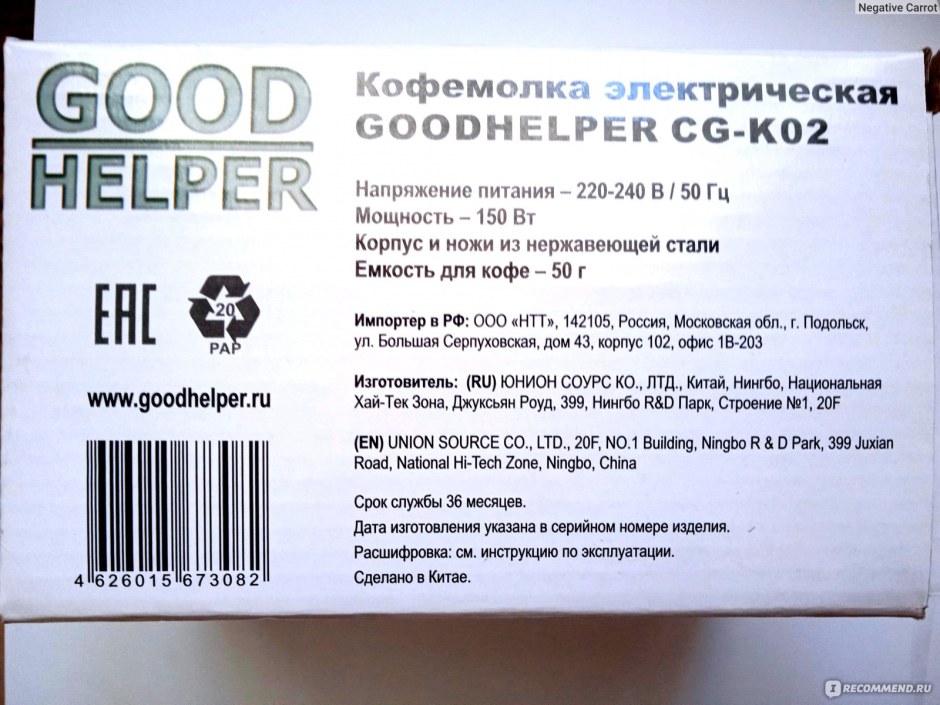 Negative Carrot
GOOD
HELPER
Кофемолка электрическая
GOODHELPER CG-K02
Напряжение питания – 220-240 В / 50 Гц
Мощность – 150 Вт
Корпус и ножи из нержавеющей стали
Емкость для кофе – 50 г
EAC
20
PAP
www.goodhelper.ru
Импортер в РФ: ООО «НТТ», 142105, Россия, Московская обл., г. Подольск,
ул. Большая Серпуховская, дом 43, корпус 102, офис 1В-203
Изготовитель: (RU) ЮНИОН СОУРС КО., ЛТД., Китай, Нингбо, Национальная
Хай-Тек Зона, Джуксьян Роуд, 399, Нингбо R&D Парк, Строение №1, 20F
(EN) UNION SOURCE CO., LTD., 20F, NO.1 Building, Ningbo R & D Park, 399 Juxian
Road, National Hi-Tech Zone, Ningbo, China
Срок службы 36 месяцев.
Дата изготовления указана в серийном номере изделия.
Расшифровка: см. инструкцию по эксплуатации.
Сделано в Китае.
4 626015 673082
I RECOMMEND.RU